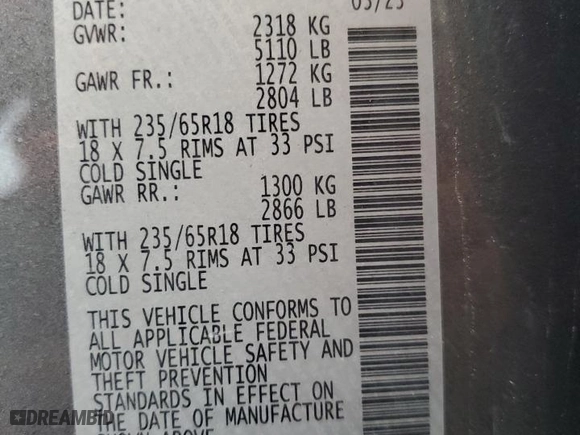 DATE:
GVWR: 2318 KG
5110 LB
GAWR FR.: 1272 KG
2804 LB
WITH 235/65R18 TIRES
18 X 7.5 RIMS AT 33 PSI
COLD SINGLE
GAWR RR.: 1300 KG
2866 LB
WITH 235/65R18 TIRES
18 X 7.5 RIMS AT 33 PSI
COLD SINGLE
THIS VEHICLE CONFORMS TO
ALL APPLICABLE FEDERAL
MOTOR VEHICLE SAFETY AND
THEFT PREVENTION
STANDARDS IN EFFECT ON
THE DATE OF MANUFACTURE
DREAMBID